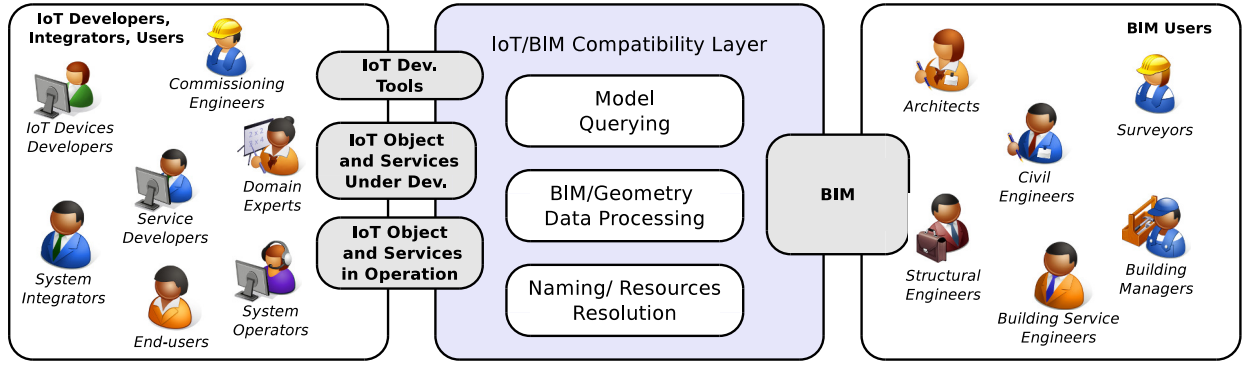 IoT Developers,
Integrators, Users
Commissioning
Engineers
IoT Devices
Developers
Domain
Experts
Service
Developers
System
Integrators
System
Operators
End-users
IoT Dev.
Tools
IoT Object
and Services
Under Dev.
IoT Object
and Services
in Operation
IoT/BIM Compatibility Layer
Model
Querying
BIM/Geometry
Data Processing
Naming/ Resources
Resolution
BIM
BIM Users
Architects
Surveyors
Civil
Engineers
Structural
Engineers
Building
Managers
Building Service
Engineers